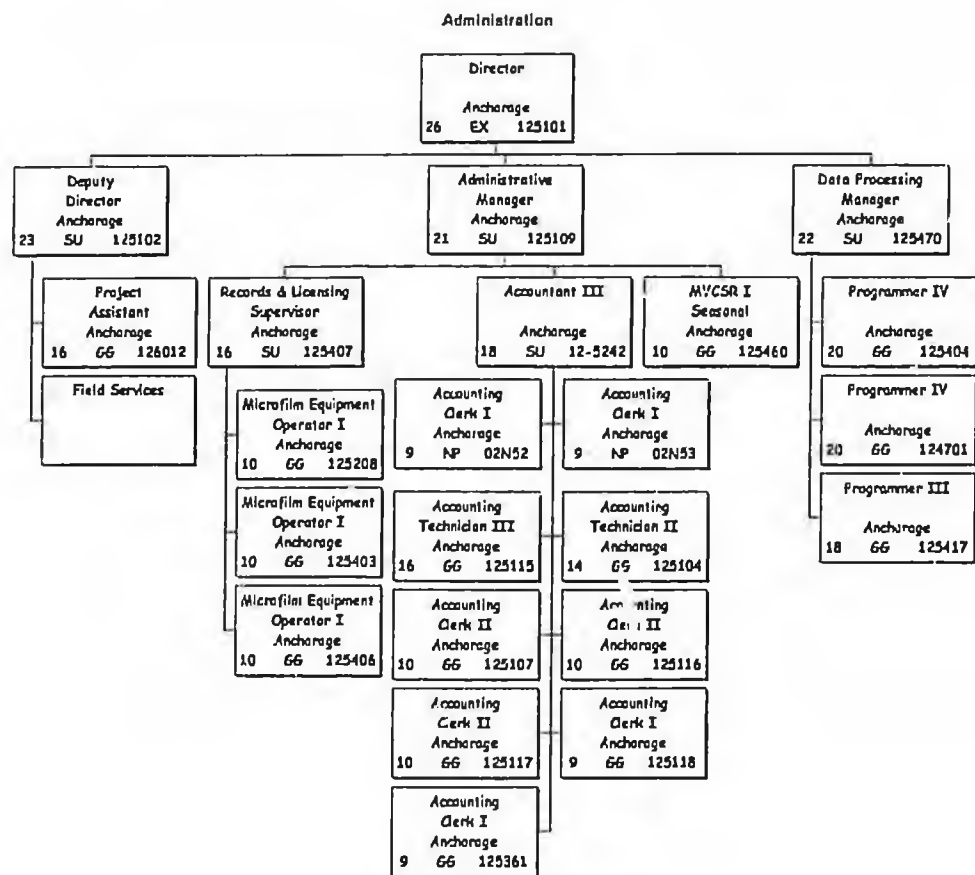 Administration
Director
Anchorage
26 EX 125101
Deputy
Director
Anchorage
23 SU 125102
Administrative
Manager
Anchorage
21 SU 125109
Data Processing
Manager
Anchorage
22 SU 125470
Project
Assistant
Anchorage
16 GG 126012
Field Services
Records & Licensing
Supervisor
Anchorage
16 SU 125407
Accountant III
Anchorage
18 SU 12-5242
MVCSR I
Seasonal
Anchorage
10 GG 125460
Programmer IV
Anchorage
20 GG 125404
Programmer IV
Anchorage
20 GG 124701
Programmer III
Anchorage
18 GG 125417
Microfilm Equipment
Operator I
Anchorage
10 GG 125208
Microfilm Equipment
Operator I
Anchorage
10 GG 125403
Microfilm Equipment
Operator I
Anchorage
10 GG 125406
Accounting
Clerk I
Anchorage
9 NP 02N52
Accounting
Clerk I
Anchorage
9 NP 02N53
Accounting
Technician III
Anchorage
16 GG 125115
Accounting
Technician II
Anchorage
14 GG 125104
Accounting
Clerk II
Anchorage
10 GG 125107
Accounting
Clerk II
Anchorage
10 GG 125116
Accounting
Clerk II
Anchorage
10 GG 125117
Accounting
Clerk I
Anchorage
9 GG 125118
Accounting
Clerk I
Anchorage
9 GG 125361